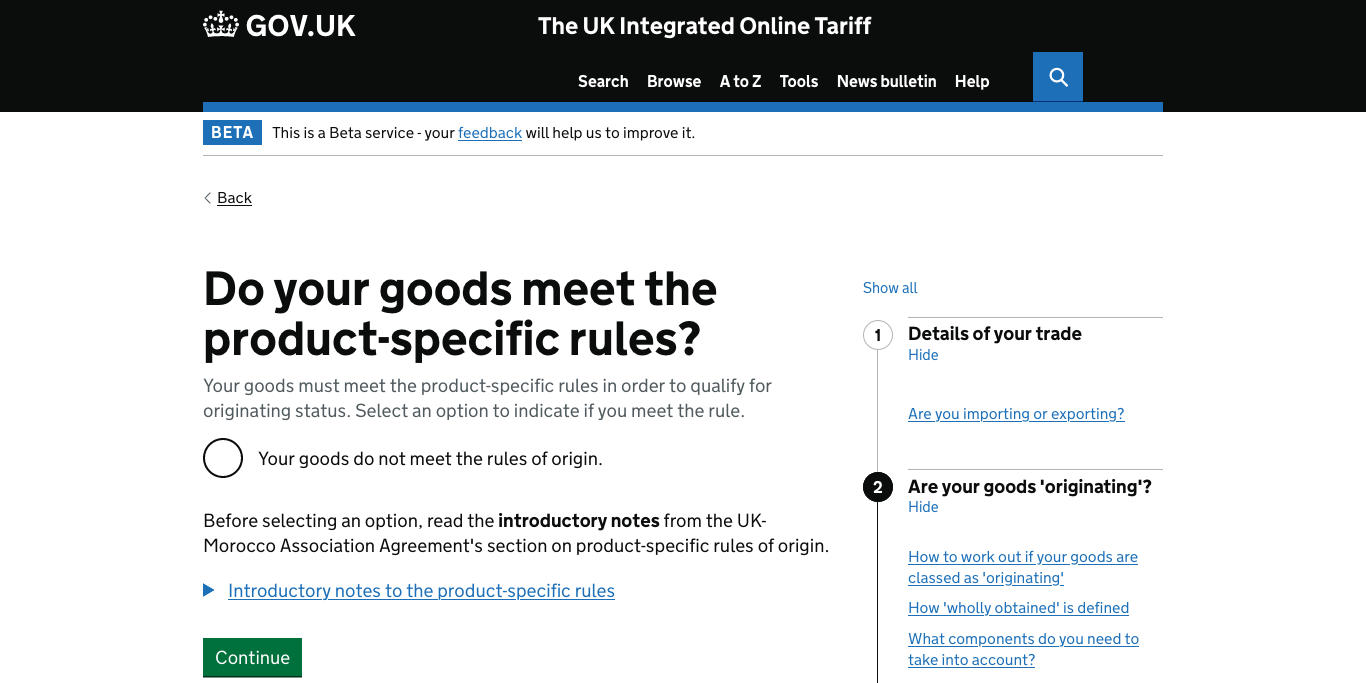 GOV.UK
The UK Integrated Online Tariff
Search Browse A to Z Tools News bulletin Help
BETA This is a Beta service - your feedback will help us to improve it.
Back
Do your goods meet the
product-specific rules?
Your goods must meet the product-specific rules in order to qualify for
originating status. Select an option to indicate if you meet the rule.
Your goods do not meet the rules of origin.
Before selecting an option, read the introductory notes from the UK-
Morocco Association Agreement's section on product-specific rules of origin.
Introductory notes to the product-specific rules
Continue
Show all
1 Details of your trade
Hide
Are you importing or exporting?
2 Are your goods 'originating'?
Hide
How to work out if your goods are
classed as 'originating'
How 'wholly obtained' is defined
What components do you need to
take into account?